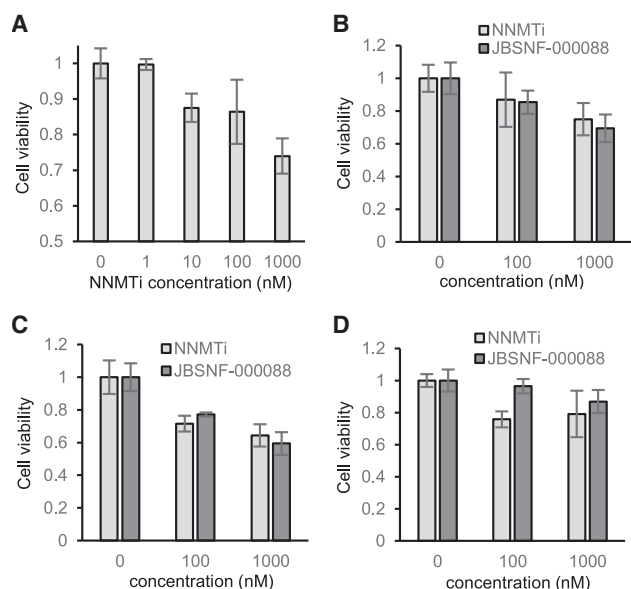 A
Cell viability
1
0.9
0.8
0.7
0.6
0.5
0 1 10 100 1000
NNMTi concentration (nM)
B
NNMTi
JBSNF-000088
Cell viability
1.2
1
0.8
0.6
0.4
0.2
0
0 100 1000
concentration (nM)
C
NNMTi
JBSNF-000088
Cell viability
1.2
1
0.8
0.6
0.4
0.2
0
0 100 1000
concentration (nM)
D
NNMTi
JBSNF-000088
Cell viability
1.2
1
0.8
0.6
0.4
0.2
0
0 100 1000
concentration (nM)